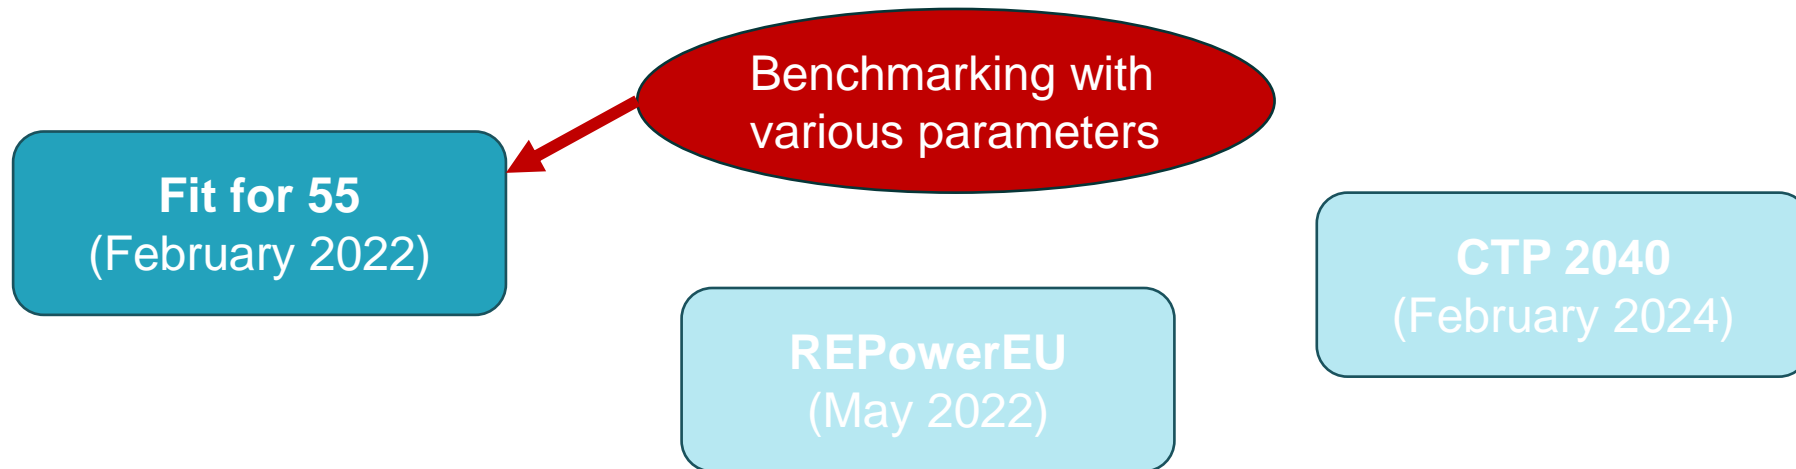 Benchmarking with
various parameters
Fit for 55
(February 2022)
REPowerEU
(May 2022)
CTP 2040
(February 2024)